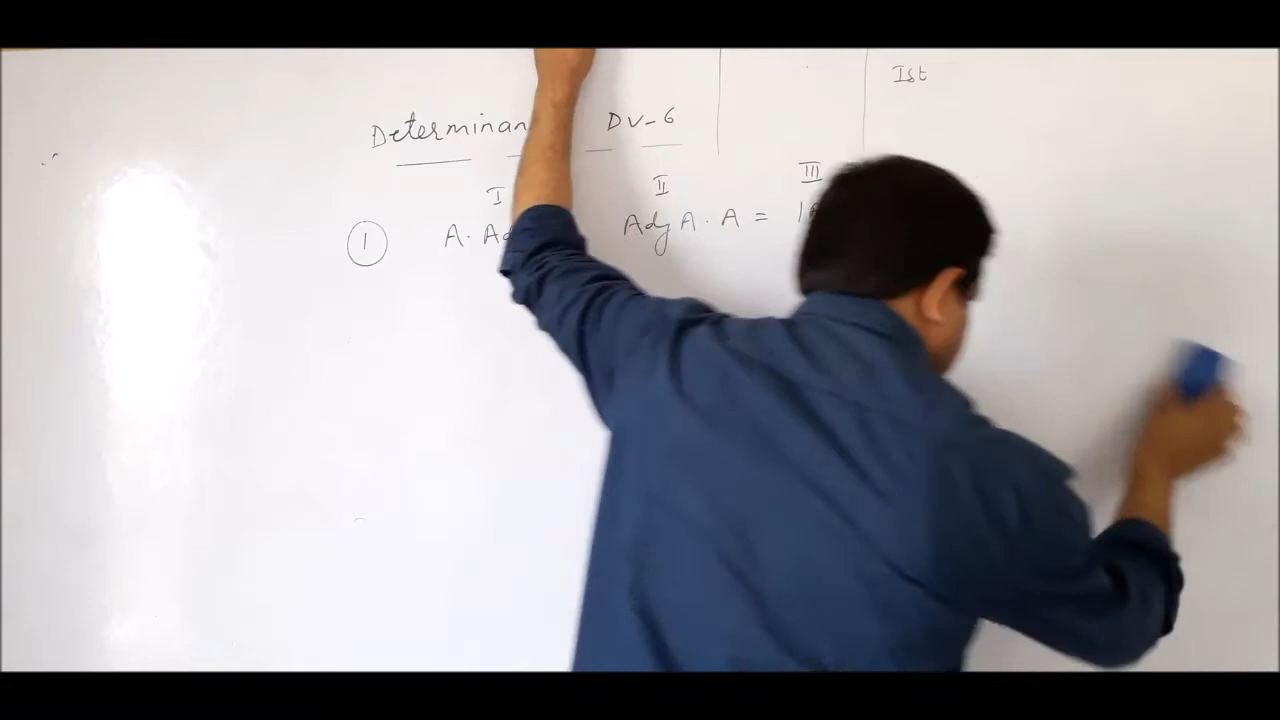 Ist
Determinan DV-6
I II III
① A. Ad Adj A . A = |A